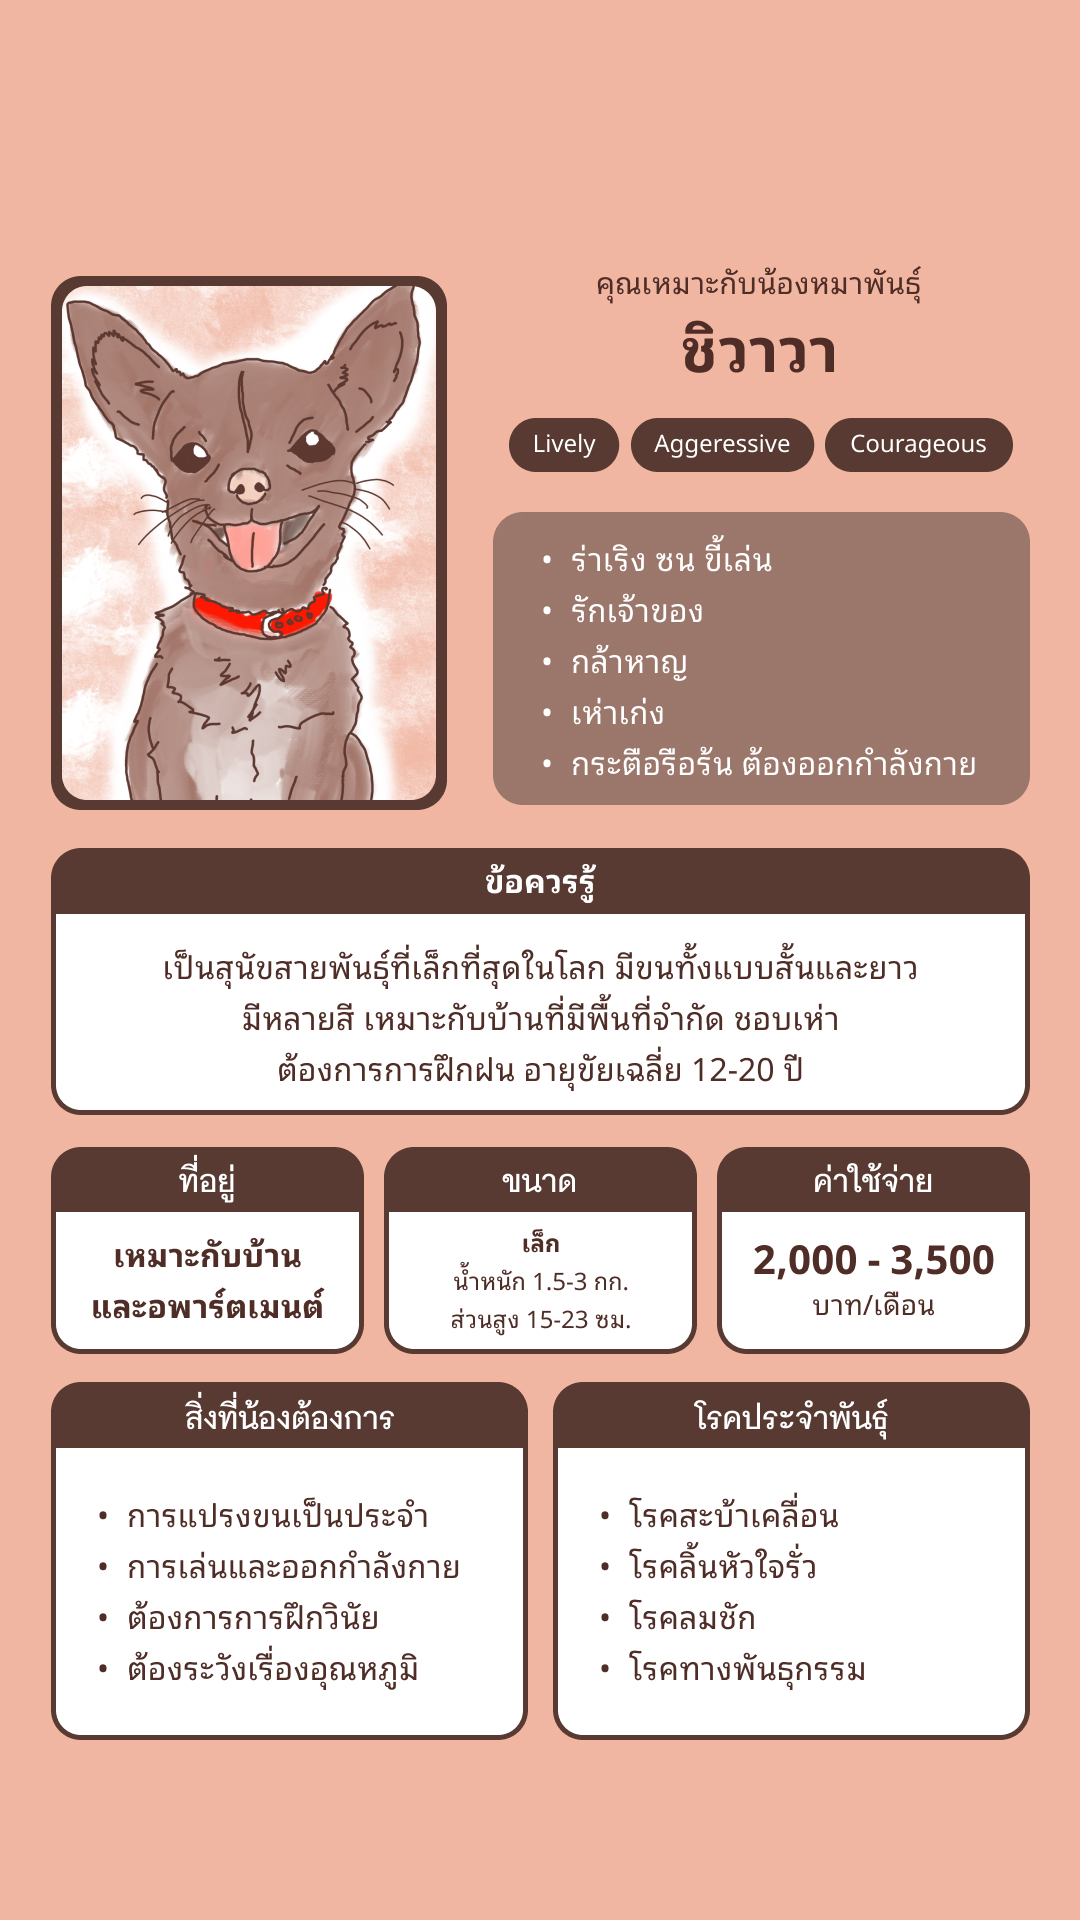 คุณเหมาะกับน้องหมาพันธุ์
ชิวาวา
Lively
Aggeressive
Courageous
• ร่าเริง ซน ขี้เล่น
• รักเจ้าของ
• กล้าหาญ
• เห่าเก่ง
• กระตือรือร้น ต้องออกกำลังกาย
ข้อควรรู้
เป็นสุนัขสายพันธุ์ที่เล็กที่สุดในโลก มีขนทั้งแบบสั้นและยาว
มีหลายสี เหมาะกับบ้านที่มีพื้นที่จำกัด ชอบเห่า
ต้องการการฝึกฝน อายุขัยเฉลี่ย 12-20 ปี
ที่อยู่
เหมาะกับบ้าน
และอพาร์ตเมนต์
ขนาด
เล็ก
น้ำหนัก 1.5-3 กก.
ส่วนสูง 15-23 ซม.
ค่าใช้จ่าย
2,000 - 3,500
บาท/เดือน
สิ่งที่น้องต้องการ
• การแปรงขนเป็นประจำ
• การเล่นและออกกำลังกาย
• ต้องการการฝึกวินัย
• ต้องระวังเรื่องอุณหภูมิ
โรคประจำพันธุ์
• โรคสะบ้าเคลื่อน
• โรคลิ้นหัวใจรั่ว
• โรคลมชัก
• โรคทางพันธุกรรม